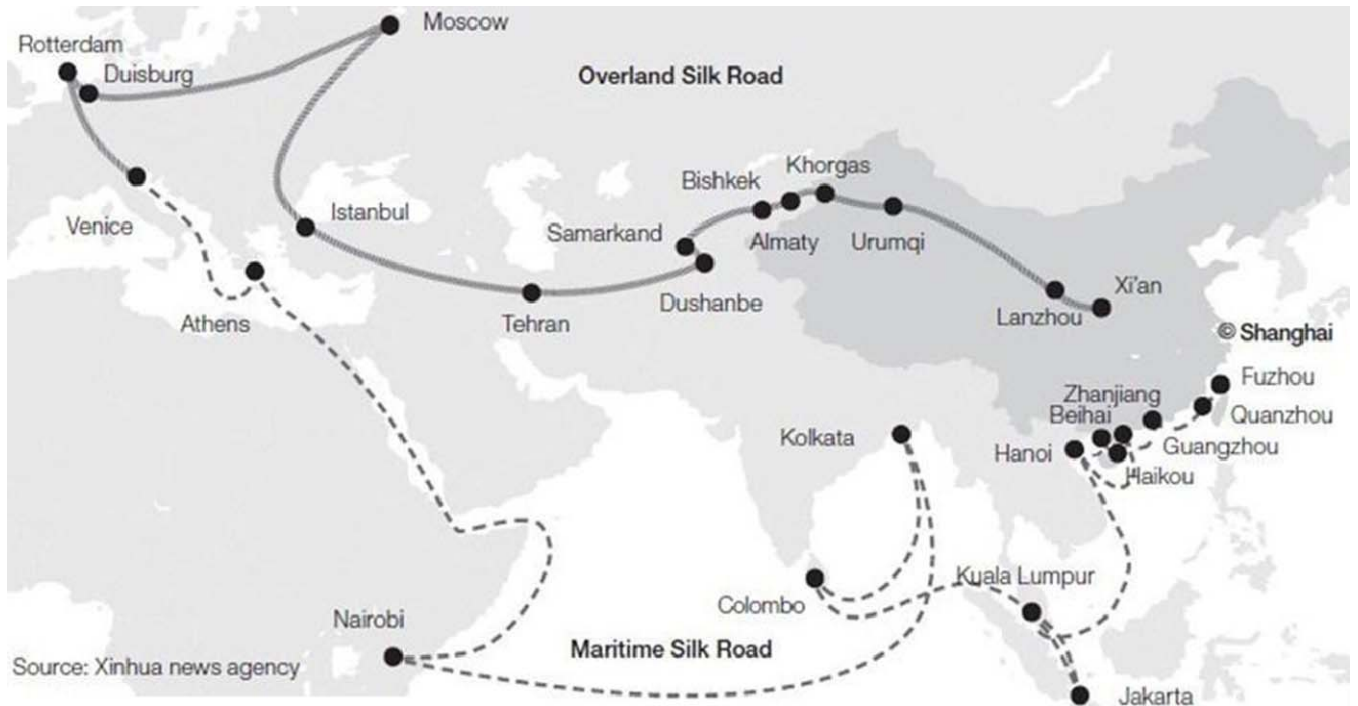 Moscow
Rotterdam
Duisburg
Overland Silk Road
Khorgas
Bishkek
Venice
Istanbul
Samarkand
Almaty
Urumqi
Dushanbe
Xi'an
Athens
Tehran
Lanzhou
© Shanghai
Fuzhou
Zhanjiang
Beihai
Quanzhou
Kolkata
Hanoi
Guangzhou
Haikou
Kuala Lumpur
Colombo
Nairobi
Maritime Silk Road
Source: Xinhua news agency
Jakarta